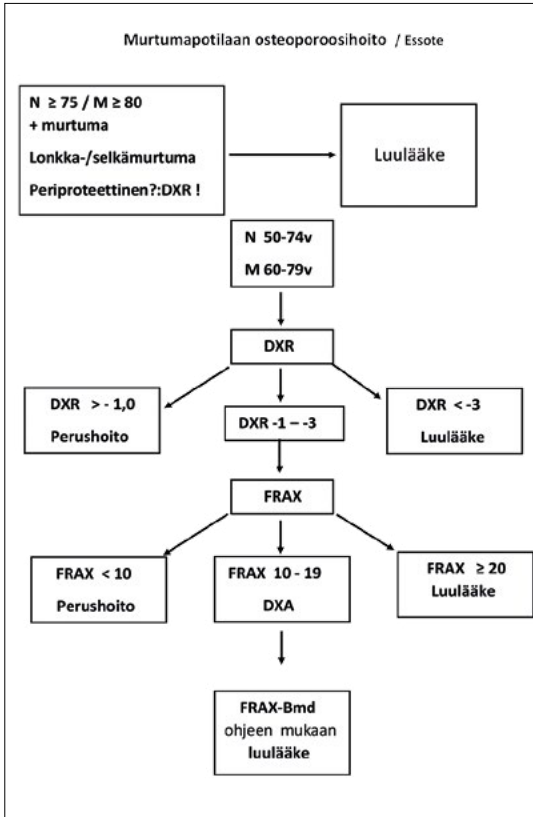 Murtumapotilaan osteoporoosihoito / Essote
N ≥ 75 / M ≥ 80
+ murtuma
Lonkka-/selkämurtuma
Periproteettinen?:DXR !
Luulääke
N 50-74v
M 60-79v
DXR
DXR > - 1,0
Perushoito
DXR -1 – -3
DXR < -3
Luulääke
FRAX
FRAX < 10
Perushoito
FRAX 10 - 19
DXA
FRAX ≥ 20
Luulääke
FRAX-Bmd
ohjeen mukaan
luulääke